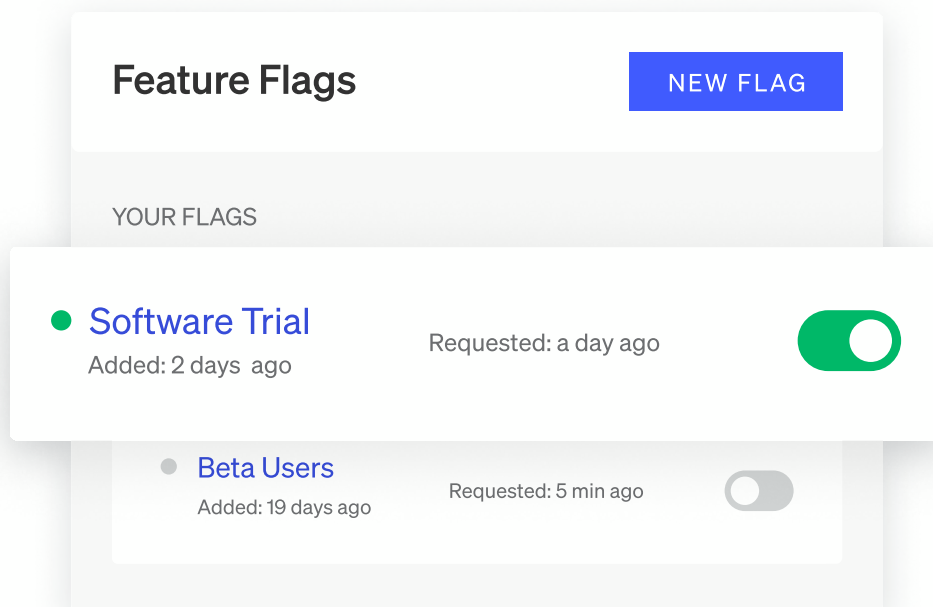 Feature Flags
NEW FLAG
YOUR FLAGS
Software Trial
Added: 2 days ago
Requested: a day ago
Beta Users
Added: 19 days ago
Requested: 5 min ago